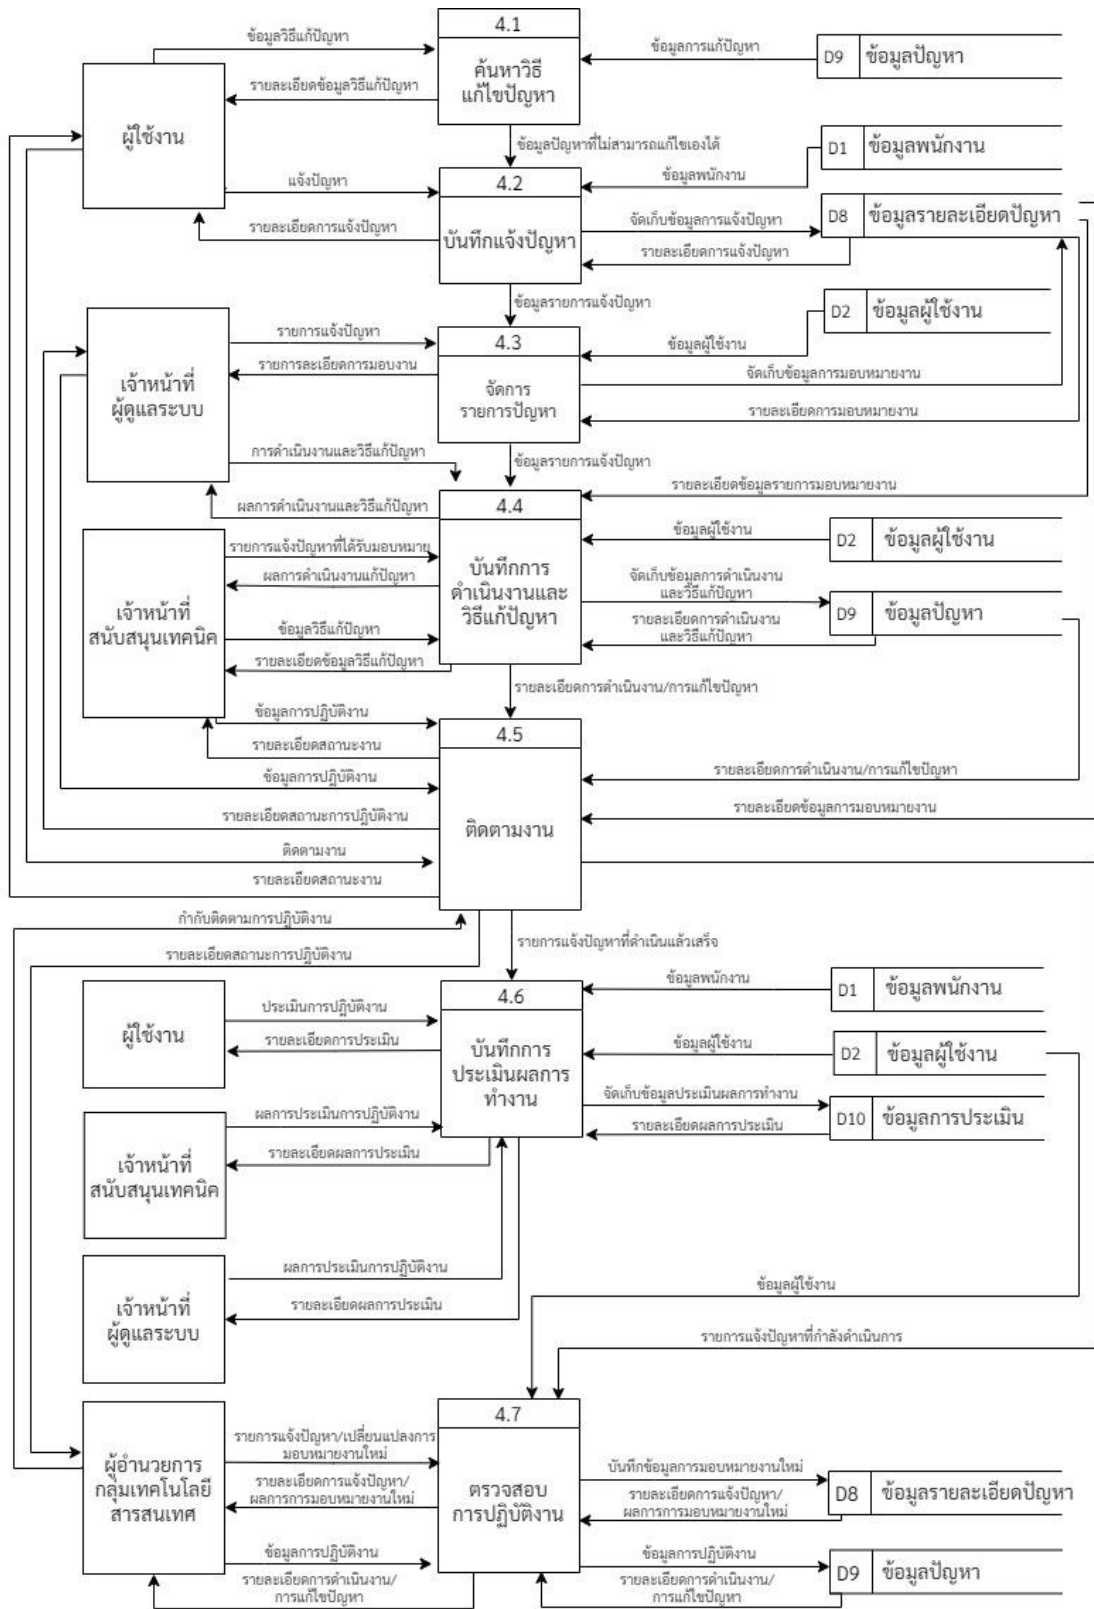 4.1
ข้อมูลวิธีแก้ปัญหา
ข้อมูลการแก้ปัญหา
D9 ข้อมูลปัญหา
ค้นหาวิธี
แก้ไขปัญหา
รายละเอียดข้อมูลวิธีแก้ปัญหา
ผู้ใช้งาน
ข้อมูลปัญหาที่ไม่สามารถแก้ไขเองได้
D1 ข้อมูลพนักงาน
ข้อมูลพนักงาน
แจ้งปัญหา
4.2
จัดเก็บข้อมูลการแจ้งปัญหา
D8 ข้อมูลรายละเอียดปัญหา
รายละเอียดการแจ้งปัญหา
บันทึกแจ้งปัญหา
รายละเอียดการแจ้งปัญหา
ข้อมูลรายการแจ้งปัญหา
D2 ข้อมูลผู้ใช้งาน
รายการแจ้งปัญหา
4.3
ข้อมูลผู้ใช้งาน
รายการละเอียดการมอบงาน
จัดเก็บข้อมูลการมอบหมายงาน
เจ้าหน้าที่
ผู้ดูแลระบบ
จัดการ
รายการปัญหา
รายละเอียดการมอบหมายงาน
การดำเนินงานและวิธีแก้ปัญหา
ข้อมูลรายการแจ้งปัญหา
รายละเอียดข้อมูลรายการมอบหมายงาน
ผลการดำเนินงานและวิธีแก้ปัญหา
4.4
ข้อมูลผู้ใช้งาน
D2 ข้อมูลผู้ใช้งาน
รายการแจ้งปัญหาที่ได้รับมอบหมาย
ผลการดำเนินงานแก้ปัญหา
บันทึกการ
ดำเนินงานและ
วิธีแก้ปัญหา
จัดเก็บข้อมูลการดำเนินงาน
และวิธีแก้ปัญหา
D9 ข้อมูลปัญหา
เจ้าหน้าที่
สนับสนุนเทคนิค
ข้อมูลวิธีแก้ปัญหา
รายละเอียดการดำเนินงาน
และวิธีแก้ปัญหา
รายละเอียดข้อมูลวิธีแก้ปัญหา
รายละเอียดการดำเนินงาน/การแก้ไขปัญหา
ข้อมูลการปฏิบัติงาน
4.5
รายละเอียดสถานะงาน
ข้อมูลการปฏิบัติงาน
รายละเอียดการดำเนินงาน/การแก้ไขปัญหา
รายละเอียดสถานะการปฏิบัติงาน
รายละเอียดข้อมูลการมอบหมายงาน
ติดตามงาน
ติดตามงาน
รายละเอียดสถานะงาน
กำกับติดตามการปฏิบัติงาน
รายการแจ้งปัญหาที่ดำเนินแล้วเสร็จ
รายละเอียดสถานะการปฏิบัติงาน
ข้อมูลพนักงาน
D1 ข้อมูลพนักงาน
4.6
ประเมินการปฏิบัติงาน
ผู้ใช้งาน
รายละเอียดการประเมิน
บันทึกการ
ประเมินผลการ
ทำงาน
ข้อมูลผู้ใช้งาน
D2 ข้อมูลผู้ใช้งาน
จัดเก็บข้อมูลประเมินผลการทำงาน
D10 ข้อมูลการประเมิน
รายละเอียดผลการประเมิน
ผลการประเมินการปฏิบัติงาน
รายละเอียดผลการประเมิน
เจ้าหน้าที่
สนับสนุนเทคนิค
ผลการประเมินการปฏิบัติงาน
ข้อมูลผู้ใช้งาน
เจ้าหน้าที่
ผู้ดูแลระบบ
รายละเอียดผลการประเมิน
รายการแจ้งปัญหาที่กำลังดำเนินการ
4.7
รายการแจ้งปัญหา/เปลี่ยนแปลงการ
มอบหมายงานใหม่
ผู้อำนวยการ
กลุ่มเทคโนโลยี
สารสนเทศ
รายละเอียดการแจ้งปัญหา/
ผลการการมอบหมายงานใหม่
ตรวจสอบ
การปฏิบัติงาน
บันทึกข้อมูลการมอบหมายงานใหม่
รายละเอียดการแจ้งปัญหา/
ผลการการมอบหมายงานใหม่
D8 ข้อมูลรายละเอียดปัญหา
ข้อมูลการปฏิบัติงาน
รายละเอียดการดำเนินงาน/
การแก้ไขปัญหา
ข้อมูลการปฏิบัติงาน
รายละเอียดการดำเนินงาน/
การแก้ไขปัญหา
D9 ข้อมูลปัญหา